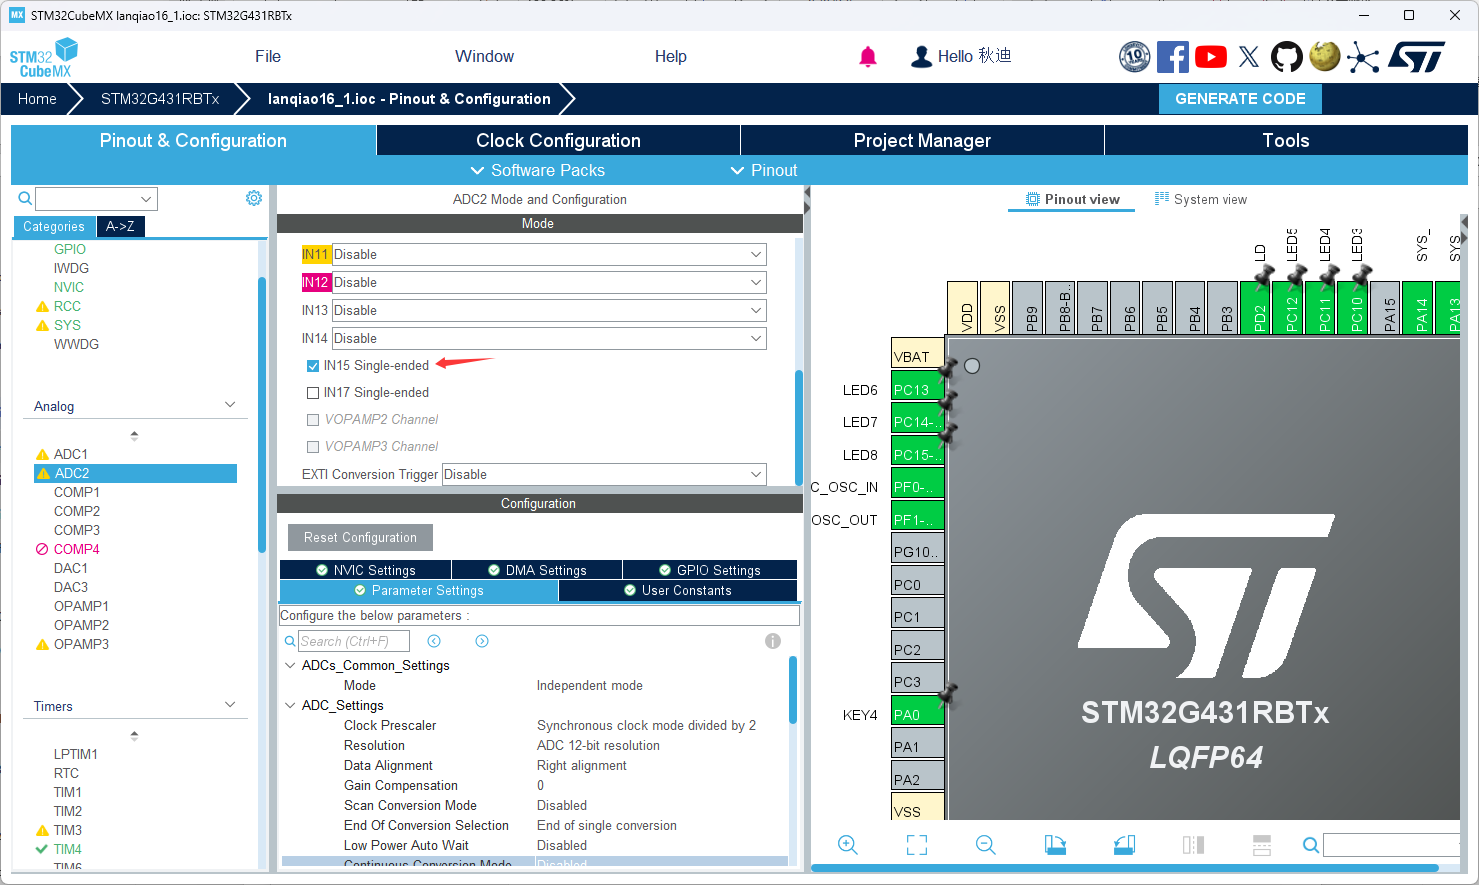 MX STM32CubeMX lanqiao16_1.ioc: STM32G431RBTx
STM32
CubeMX
File
Window
Help
Hello 秋迪
10
Home
STM32G431RBTx
lanqiao16_1.ioc - Pinout & Configuration
GENERATE CODE
Pinout & Configuration
Clock Configuration
Project Manager
Tools
Software Packs
Pinout
Categories
A->Z
GPIO
IWDG
NVIC
RCC
SYS
WWDG
Analog
ADC1
ADC2
COMP1
COMP2
COMP3
COMP4
DAC1
DAC3
OPAMP1
OPAMP2
OPAMP3
Timers
LPTIM1
RTC
TIM1
TIM2
TIM3
TIM4
TIM6
ADC2 Mode and Configuration
Mode
IN11 Disable
IN12 Disable
IN13 Disable
IN14 Disable
IN15 Single-ended
IN17 Single-ended
VOPAMP2 Channel
VOPAMP3 Channel
EXTI Conversion Trigger Disable
Configuration
Reset Configuration
NVIC Settings
DMA Settings
GPIO Settings
Parameter Settings
User Constants
Configure the below parameters :
Search (Ctrl+F)
ADCs_Common_Settings
Mode Independent mode
ADC_Settings
Clock Prescaler Synchronous clock mode divided by 2
Resolution ADC 12-bit resolution
Data Alignment Right alignment
Gain Compensation 0
Scan Conversion Mode Disabled
End Of Conversion Selection End of single conversion
Low Power Auto Wait Disabled
Continuous Conversion Mode Disabled
Pinout view
System view
LD
LED5
LED4
LED3
SYS_
SYS
VDD
VSS
PB9
PB8-B..
PB7
PB6
PB5
PB4
PB3
PD2
PC12
PC11
PC10
PA15
PA14
PA13
VBAT
LED6 PC13
LED7 PC14-..
LED8 PC15-..
C_OSC_IN PF0-..
OSC_OUT PF1-..
PG10..
PC0
PC1
PC2
PC3
KEY4 PA0
PA1
PA2
VSS
ST
STM32G431RBTx
LQFP64